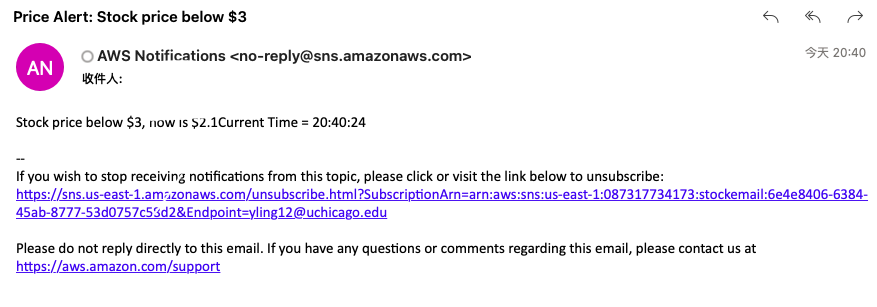 Price Alert: Stock price below $3
AN
AWS Notifications <no-reply@sns.amazonaws.com>
今天 20:40
收件人:
Stock price below $3, now is $2.1Current Time = 20:40:24
--
If you wish to stop receiving notifications from this topic, please click or visit the link below to unsubscribe:
https://sns.us-east-1.amazonaws.com/unsubscribe.html?SubscriptionArn=arn:aws:sns:us-east-1:087317734173:stockemail:6e4e8406-6384-
45ab-8777-53d0757c55d2&Endpoint=yling12@uchicago.edu
Please do not reply directly to this email. If you have any questions or comments regarding this email, please contact us at
https://aws.amazon.com/support